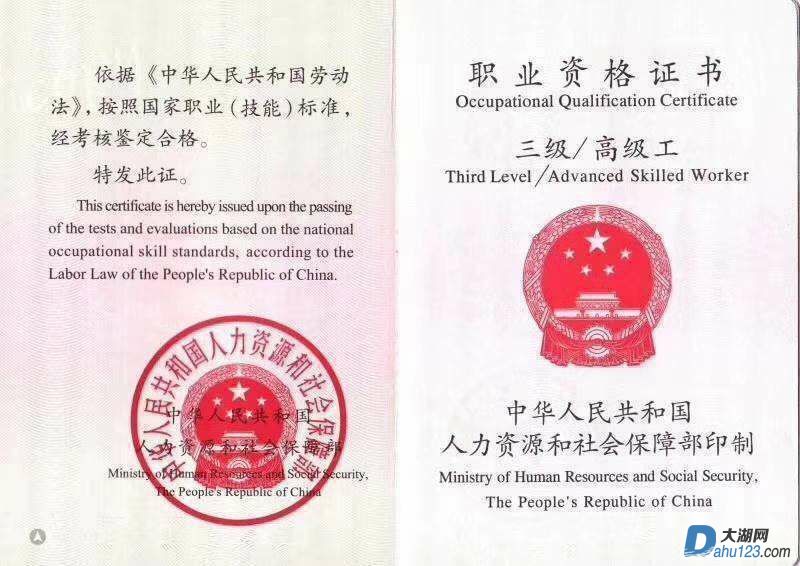 依据《中华人民共和国劳动
法》，按照国家职业（技能）标准，
经考核鉴定合格。
特发此证。
This certificate is hereby issued upon the passing
of the tests and evaluations based on the national
occupational skill standards, according to the
Labor Law of the People's Republic of China.
中华人民共和国人力资源和社会保障部
中华人民共和国
人力资源和社会保障部
Ministry of Human Resources and Social Security,
The People's Republic of China
职业资格证书
Occupational Qualification Certificate
三级/高级工
Third Level/Advanced Skilled Worker
中华人民共和国
人力资源和社会保障部印制
Ministry of Human Resources and Social Security,
The People's Republic of China
大湖网
Dahu123.com